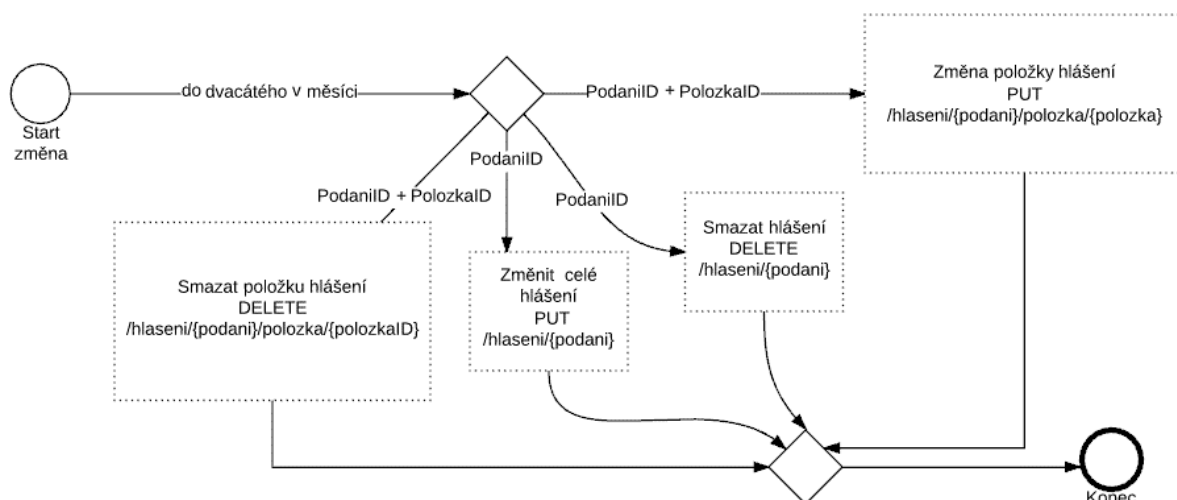 Start
změna
do dvacátého v měsíci
PodaniID + PolozkaID
Změna položky hlášení
PUT
/hlaseni/{podani}/polozka/{polozka}
PodaniID
PodaniID + PolozkaID
PodaniID
Smazat položku hlášení
DELETE
/hlaseni/{podani}/polozka/{polozkaID}
Změnit celé
hlášení
PUT
/hlaseni/{podani}
Smazat hlášení
DELETE
/hlaseni/{podani}
Konec